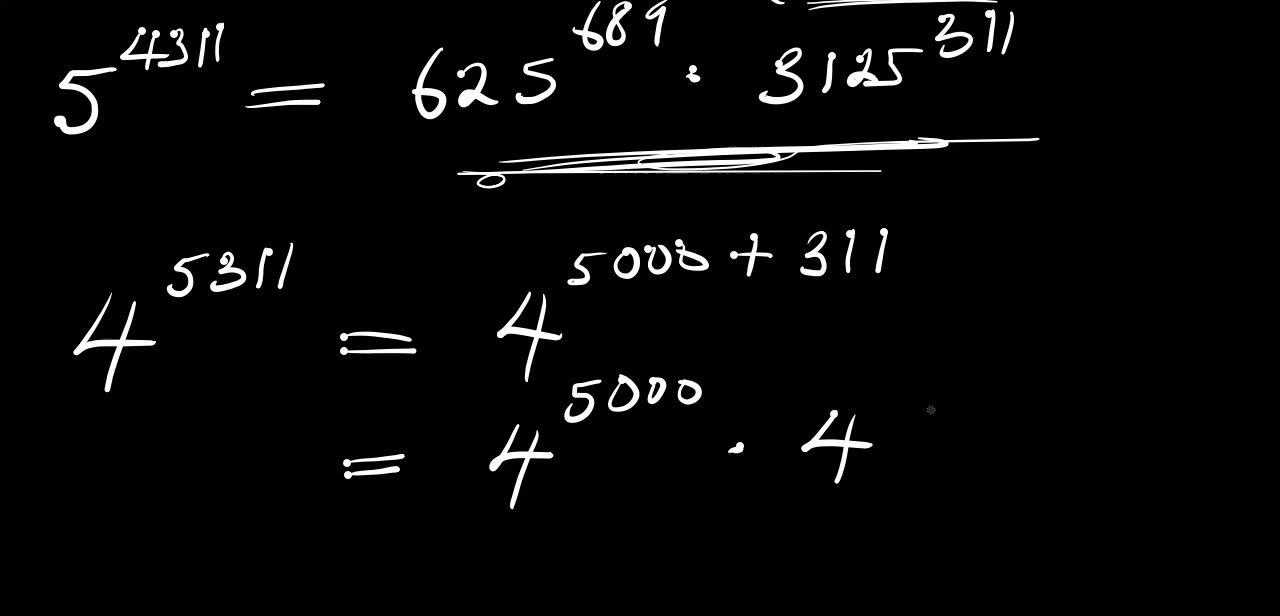 5^4311 = 625^689 · 3125^311
4^5311 = 4^5000 + 311
= 4^5000 · 4